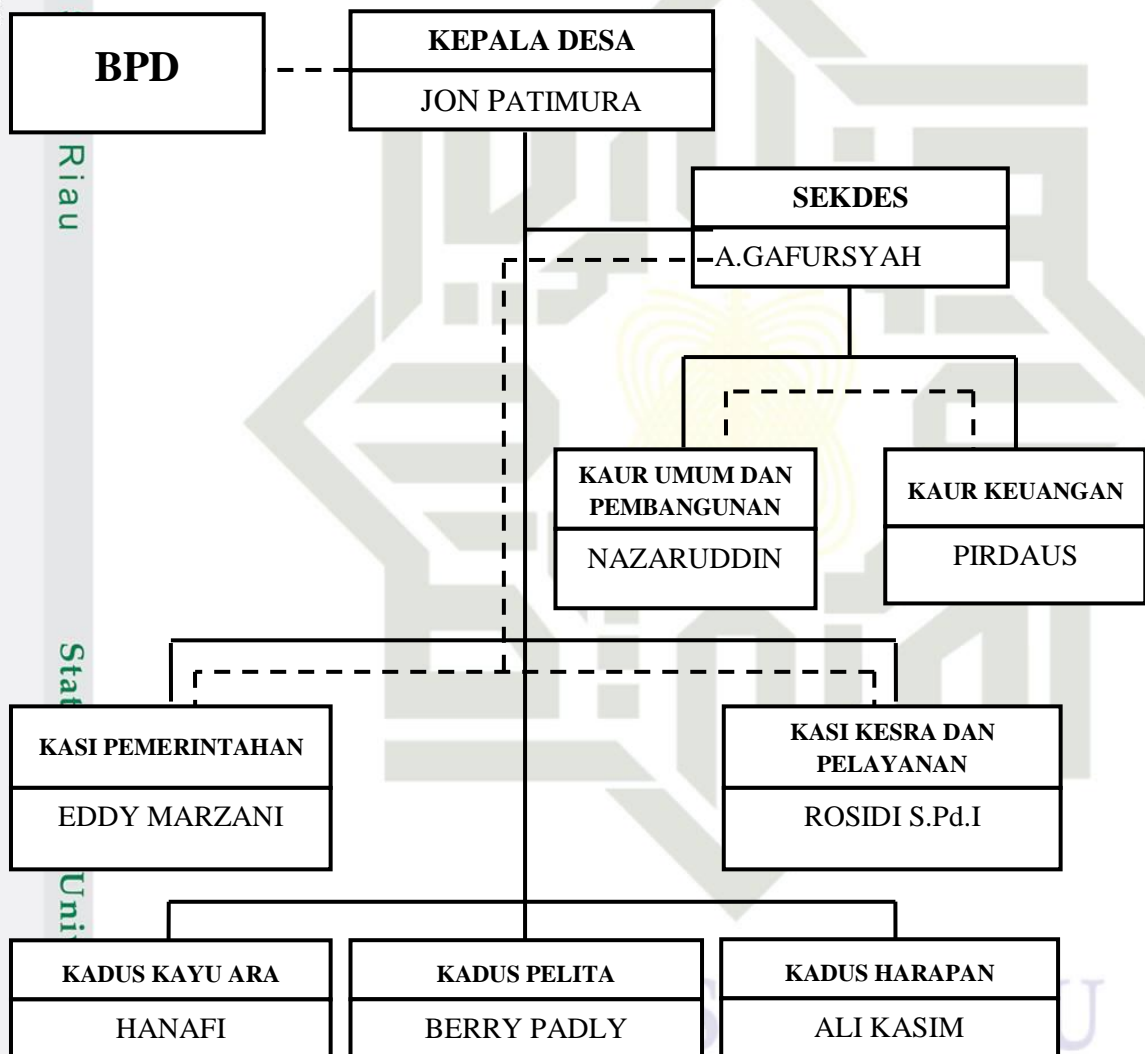 BPD
KEPALA DESA
JON PATIMURA
Riau
SEKDES
A.GAFURSYAH
KAUR UMUM DAN
PEMBANGUNAN
NAZARUDDIN
KAUR KEUANGAN
PIRDAUS
KASI PEMERINTAHAN
EDDY MARZANI
KASI KESRA DAN
PELAYANAN
ROSIDI S.Pd.I
KADUS KAYU ARA
HANAFI
KADUS PELITA
BERRY PADLY
KADUS HARAPAN
ALI KASIM